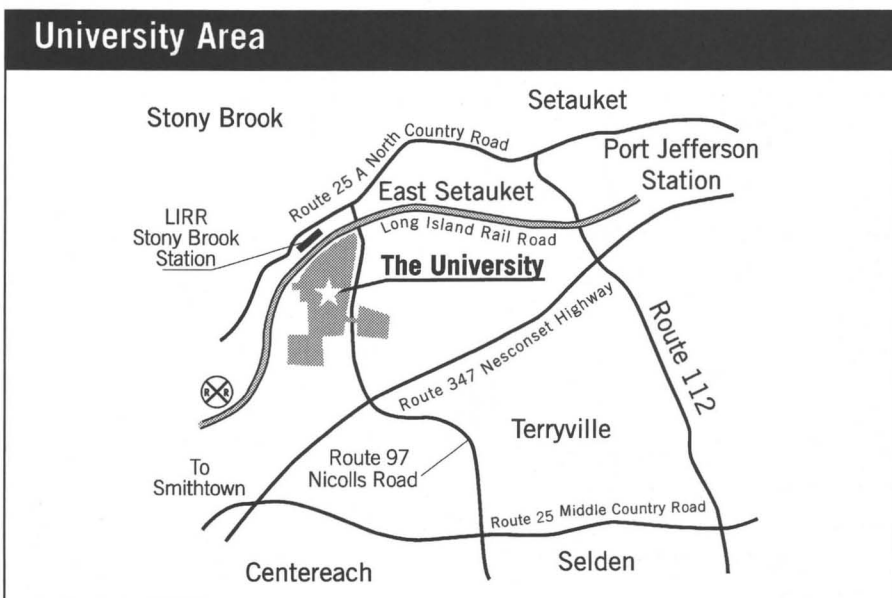 University Area
Stony Brook
Setauket
Route 25 A North Country Road
Port Jefferson
Station
East Setauket
LIRR
Stony Brook
Station
Long Island Rail Road
The University
Route 347 Nesconset Highway
Route 112
R R
Terryville
Route 97
Nicolls Road
To
Smithtown
Route 25 Middle Country Road
Centereach
Selden